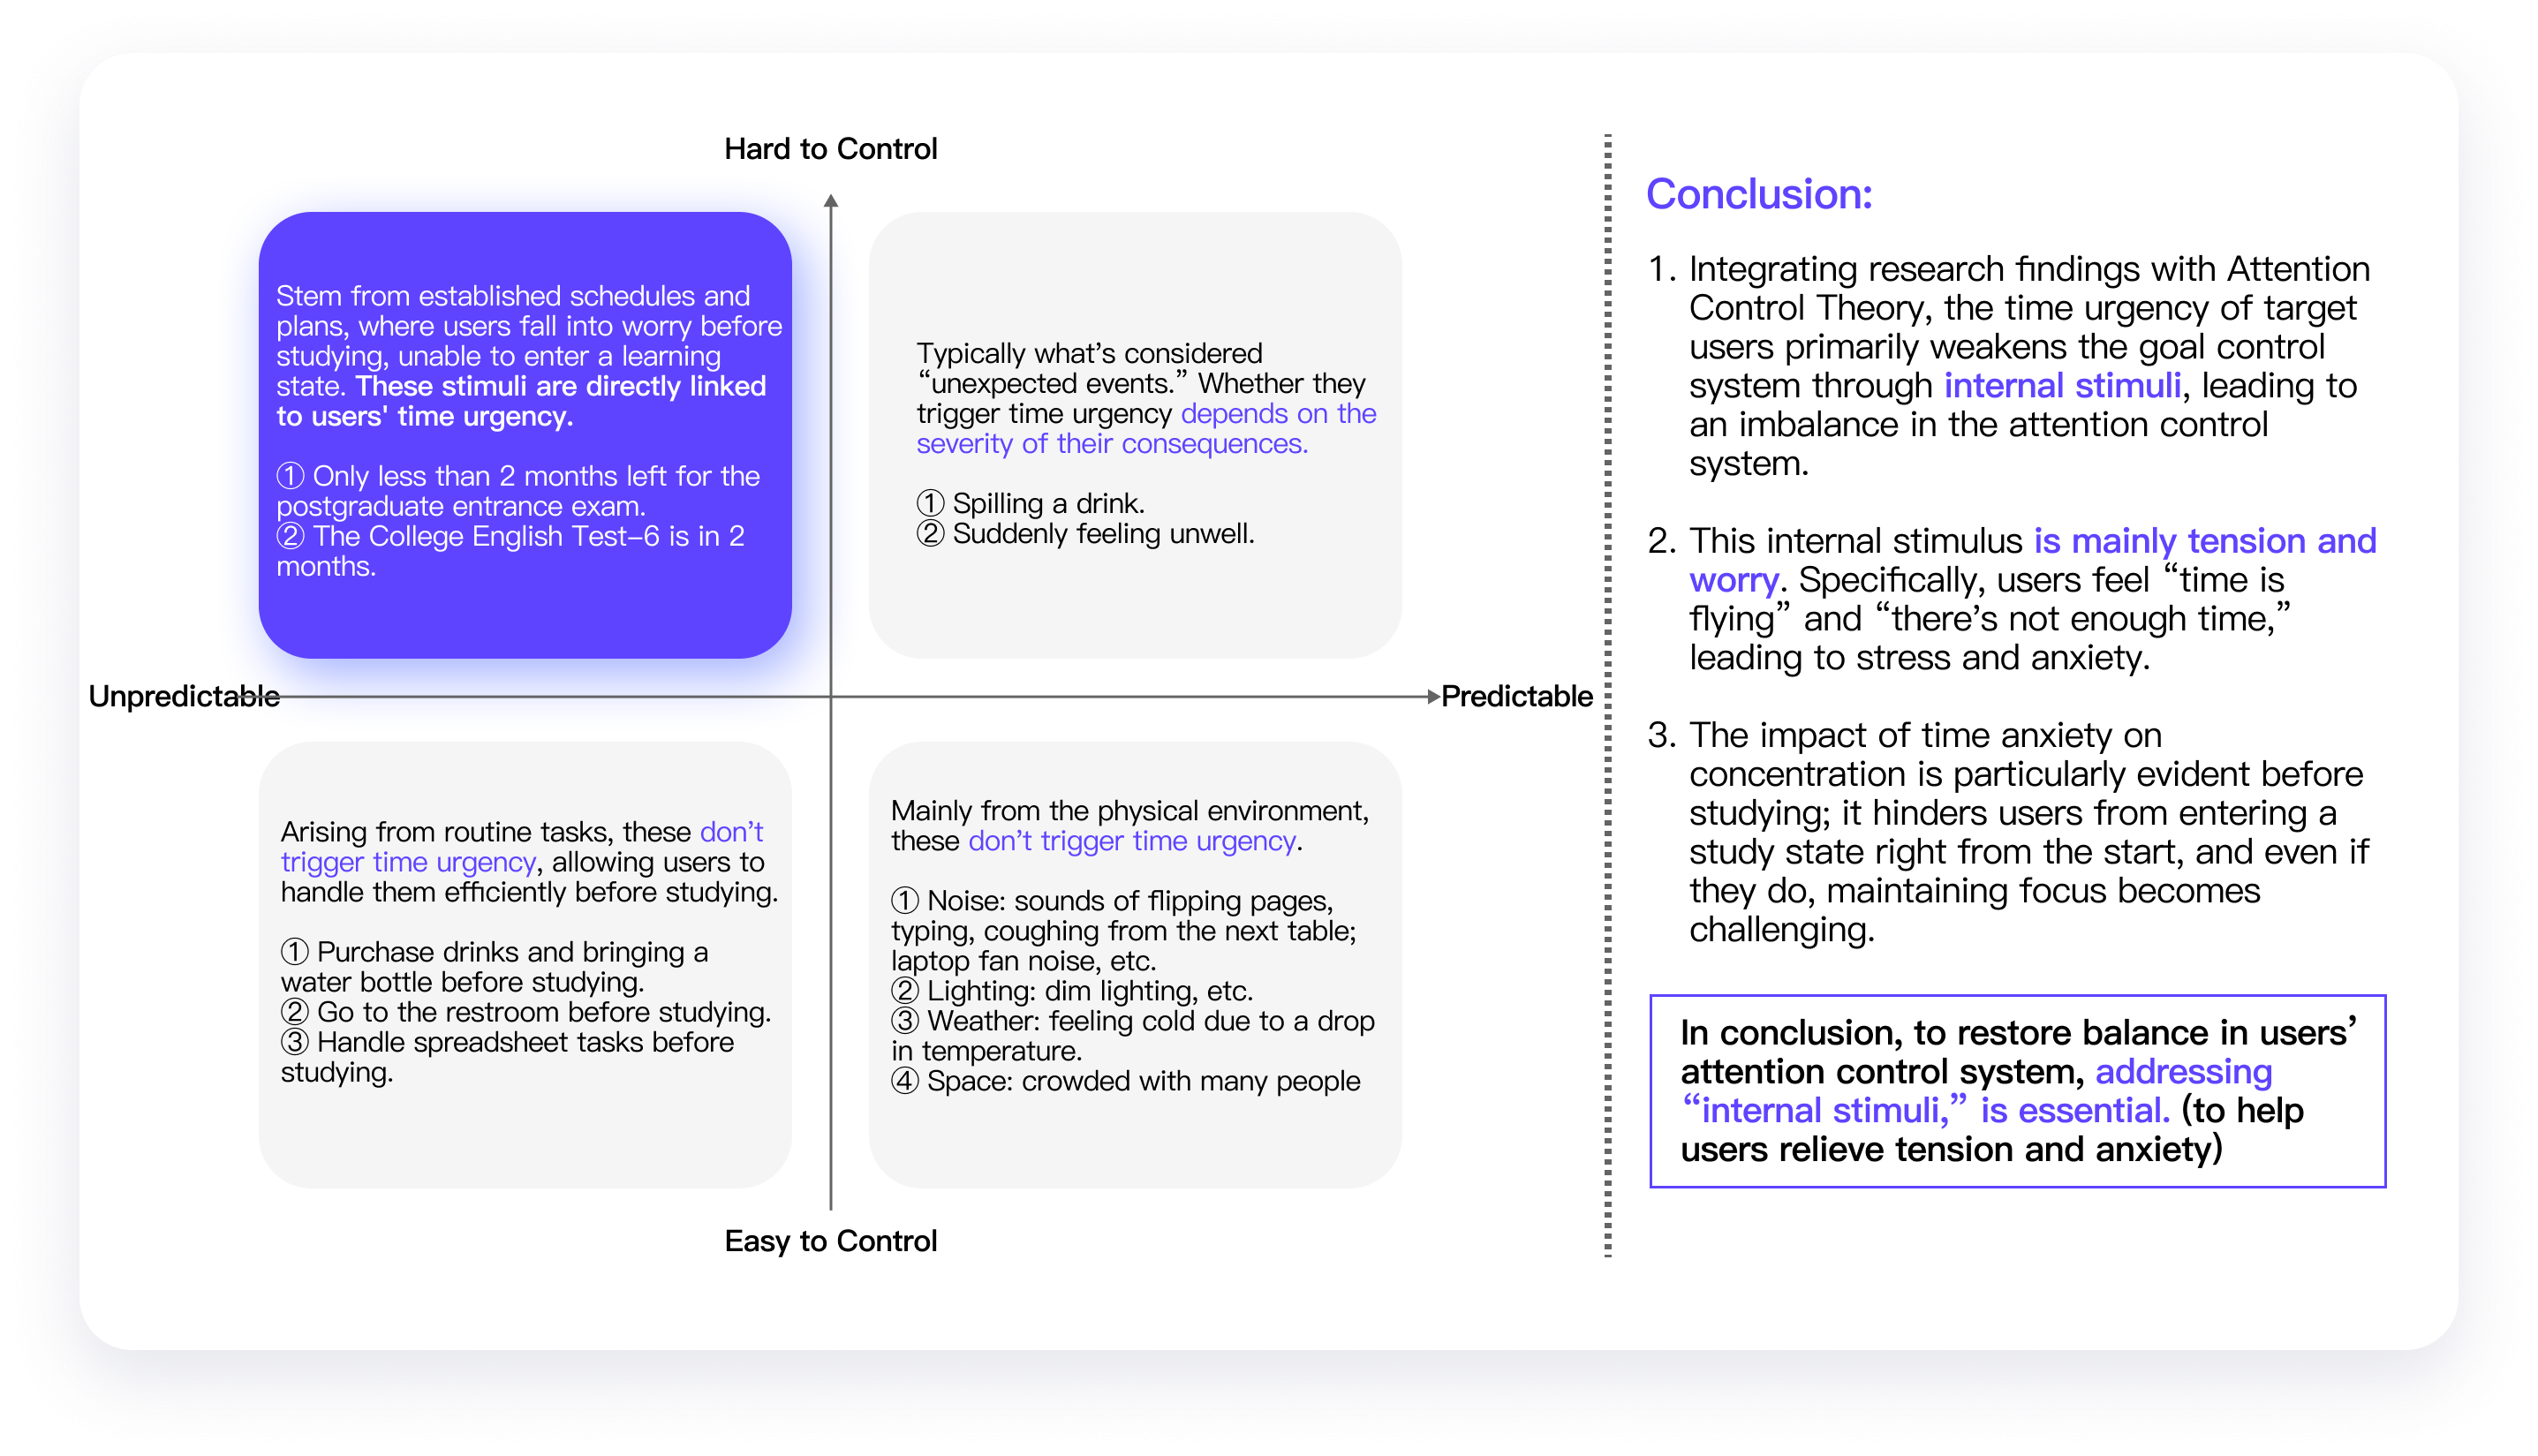 Hard to Control
Stem from established schedules and
plans, where users fall into worry before
studying, unable to enter a learning
state. These stimuli are directly linked
to users' time urgency.
① Only less than 2 months left for the
postgraduate entrance exam.
② The College English Test–6 is in 2
months.
Typically what’s considered
“unexpected events.” Whether they
trigger time urgency depends on the
severity of their consequences.
① Spilling a drink.
② Suddenly feeling unwell.
Unpredictable
Predictable
Arising from routine tasks, these don’t
trigger time urgency, allowing users to
handle them efficiently before studying.
① Purchase drinks and bringing a
water bottle before studying.
② Go to the restroom before studying.
③ Handle spreadsheet tasks before
studying.
Mainly from the physical environment,
these don’t trigger time urgency.
① Noise: sounds of flipping pages,
typing, coughing from the next table;
laptop fan noise, etc.
② Lighting: dim lighting, etc.
③ Weather: feeling cold due to a drop
in temperature.
④ Space: crowded with many people
Easy to Control
Conclusion:
1. Integrating research findings with Attention
Control Theory, the time urgency of target
users primarily weakens the goal control
system through internal stimuli, leading to
an imbalance in the attention control
system.
2. This internal stimulus is mainly tension and
worry. Specifically, users feel “time is
flying” and “there’s not enough time,”
leading to stress and anxiety.
3. The impact of time anxiety on
concentration is particularly evident before
studying; it hinders users from entering a
study state right from the start, and even if
they do, maintaining focus becomes
challenging.
In conclusion, to restore balance in users’
attention control system, addressing
“internal stimuli,” is essential. (to help
users relieve tension and anxiety)